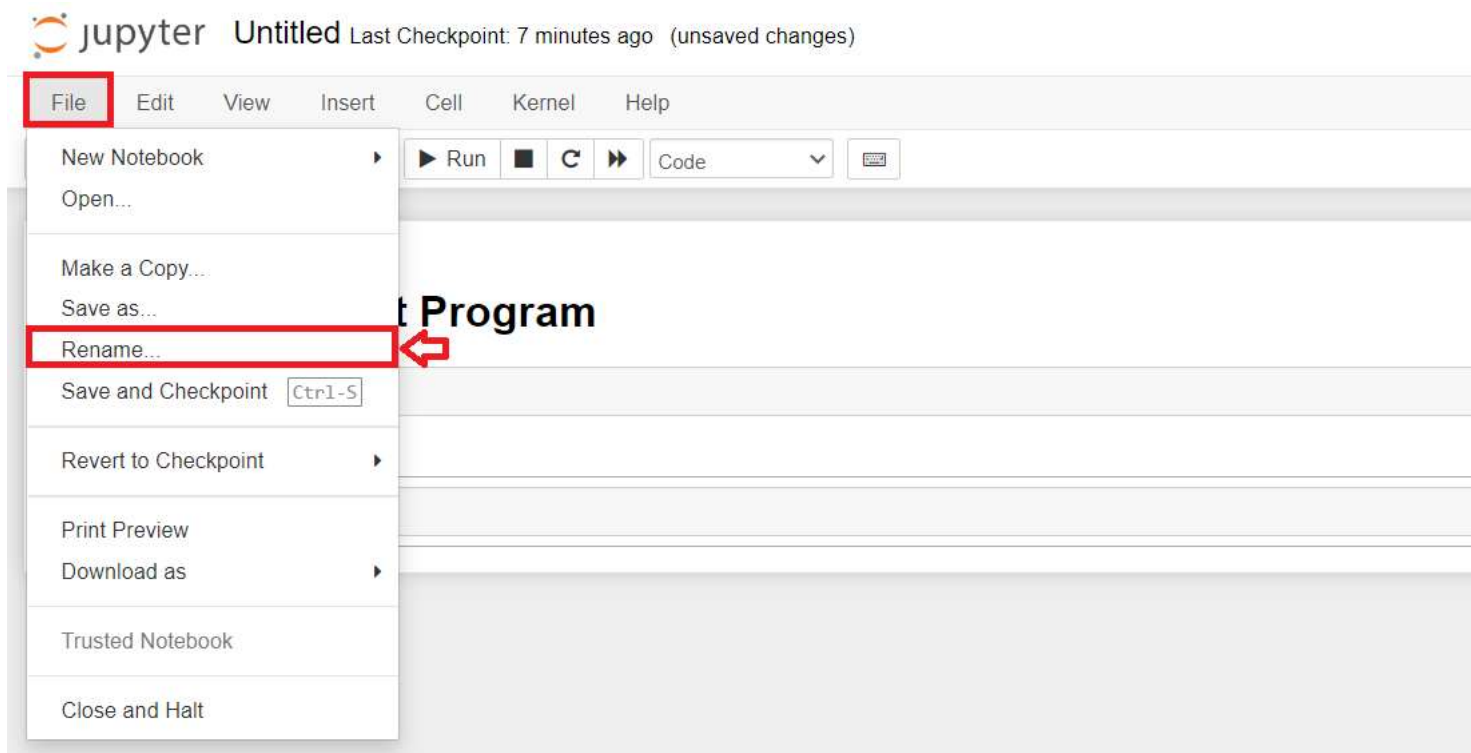 jupyter Untitled Last Checkpoint: 7 minutes ago (unsaved changes)
File Edit View Insert Cell Kernel Help
Run Code
New Notebook
Open...
Make a Copy...
Save as...
t Program
Rename...
Save and Checkpoint Ctrl-S
Revert to Checkpoint
Print Preview
Download as
Trusted Notebook
Close and Halt